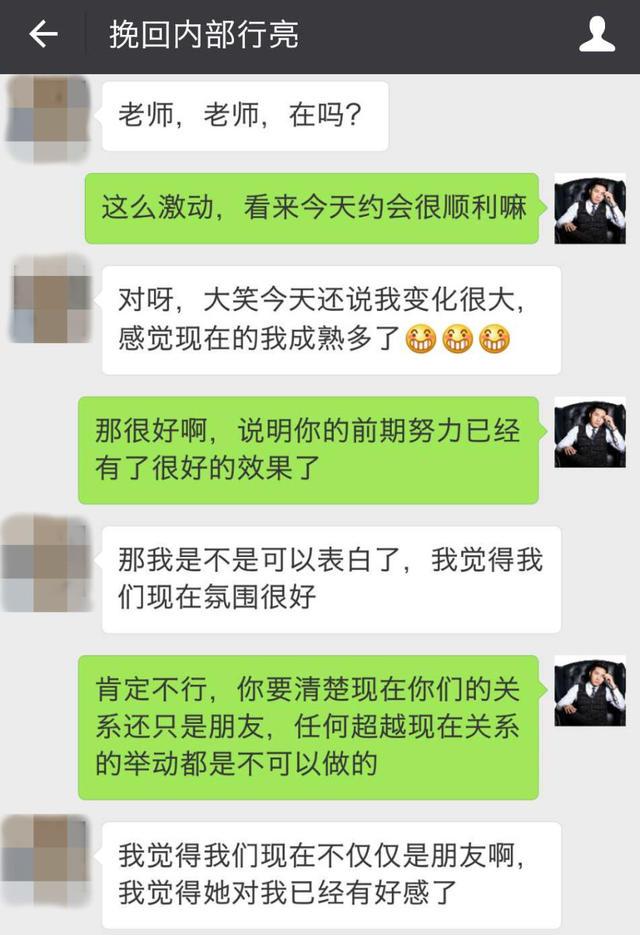 挽回内部行亮
老师，老师，在吗？
这么激动，看来今天约会很顺利嘛
对呀，大笑今天还说我变化很大，
感觉现在的我成熟多了
那很好啊，说明你的前期努力已经
有了很好的效果了
那我是不是可以表白了，我觉得我
们现在氛围很好
肯定不行，你要清楚现在你们的关
系还只是朋友，任何超越现在关系
的举动都是不可以做的
我觉得我们现在不仅仅是朋友啊，
我觉得她对我已经有好感了